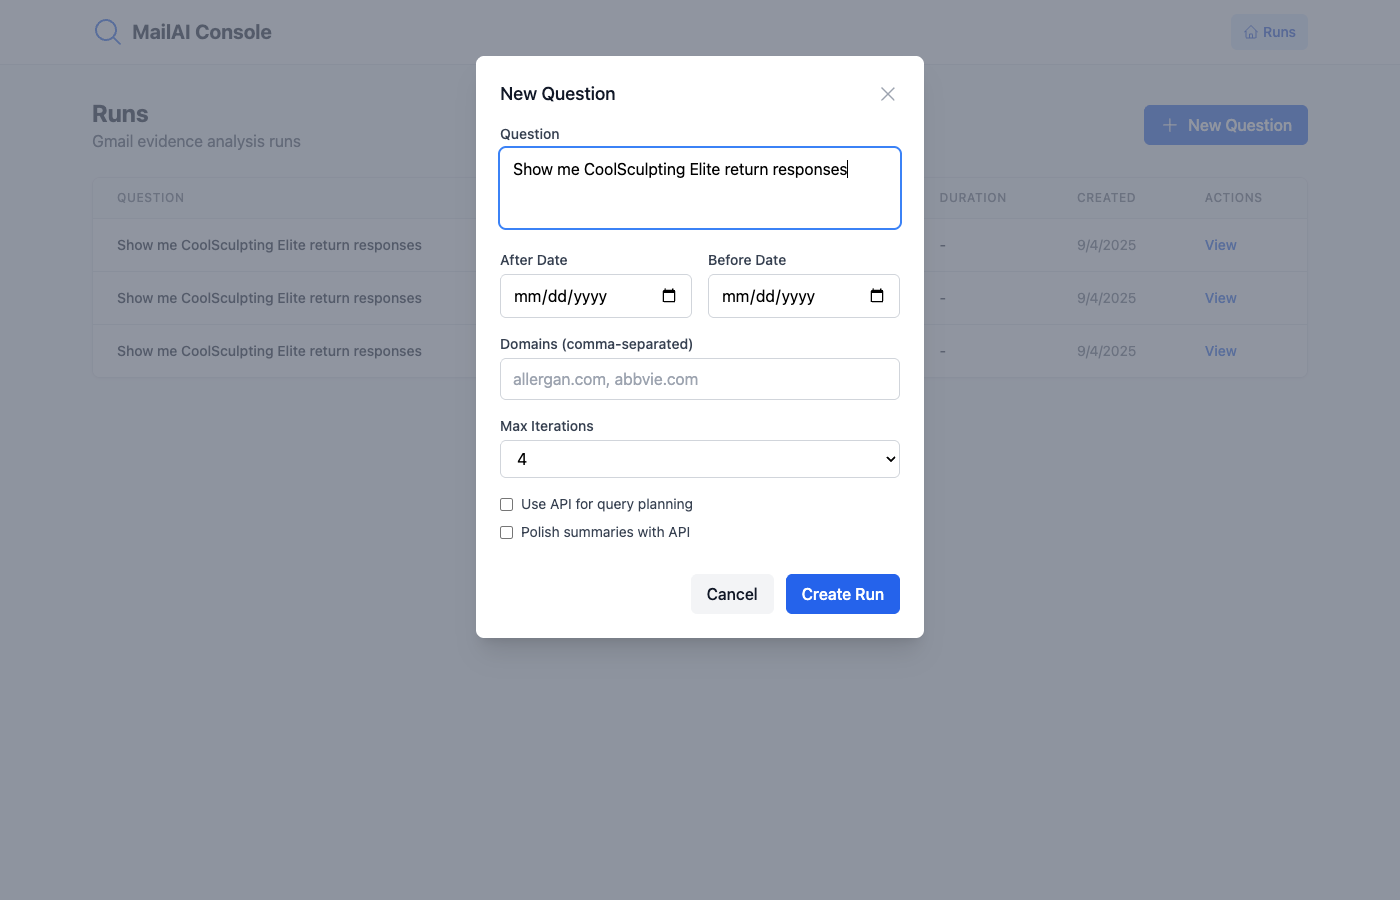 MailAI Console
Runs
Runs
Gmail evidence analysis runs
New Question
QUESTION
DURATION
CREATED
ACTIONS
Show me CoolSculpting Elite return responses
-
9/4/2025
View
Show me CoolSculpting Elite return responses
-
9/4/2025
View
Show me CoolSculpting Elite return responses
-
9/4/2025
View
New Question
Question
Show me CoolSculpting Elite return responses
After Date
Before Date
mm/dd/yyyy
mm/dd/yyyy
Domains (comma-separated)
allergan.com, abbvie.com
Max Iterations
4
Use API for query planning
Polish summaries with API
Cancel
Create Run